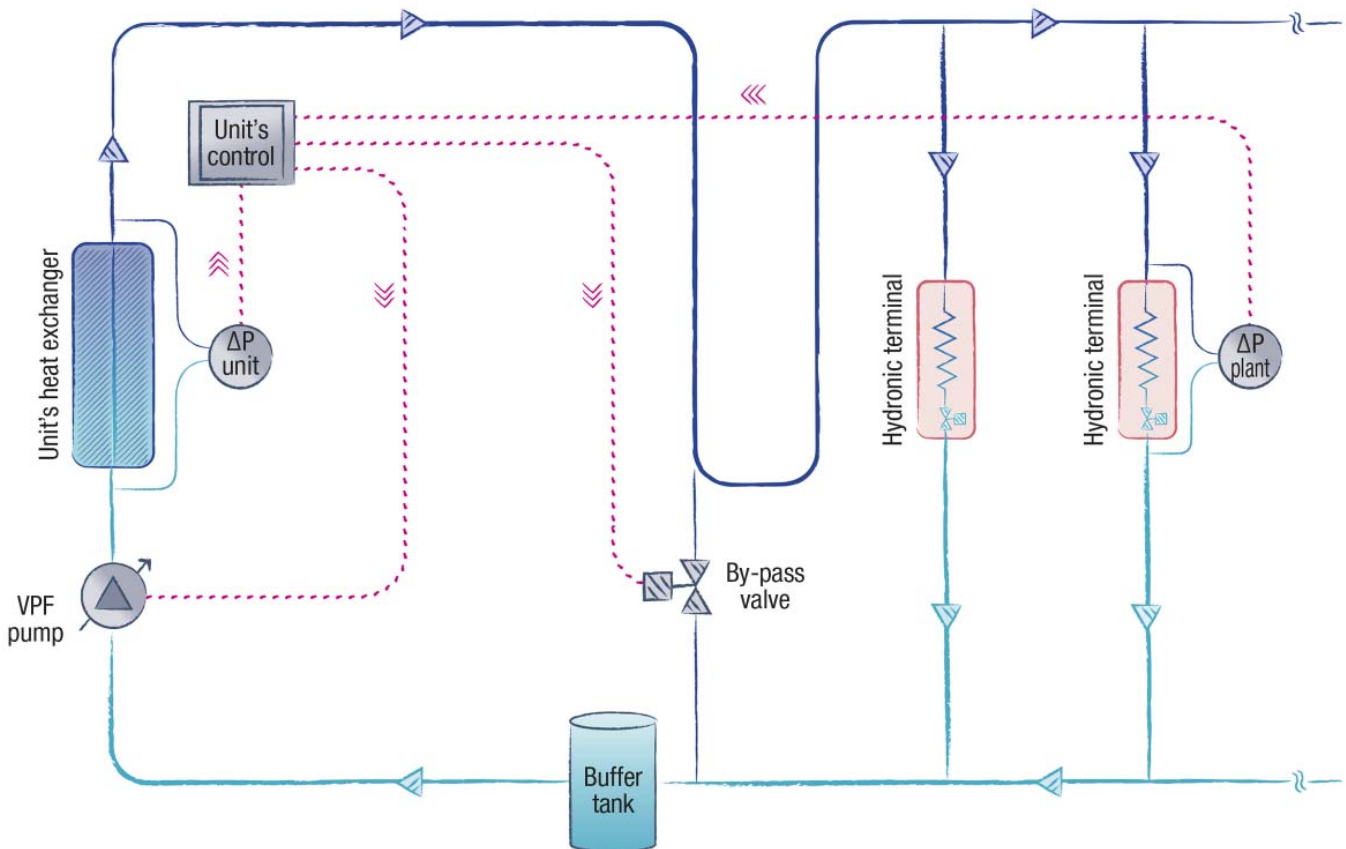 Unit's
control
Unit's heat exchanger
ΔP
unit
VPF
pump
By-pass
valve
Buffer
tank
Hydronic terminal
Hydronic terminal
ΔP
plant